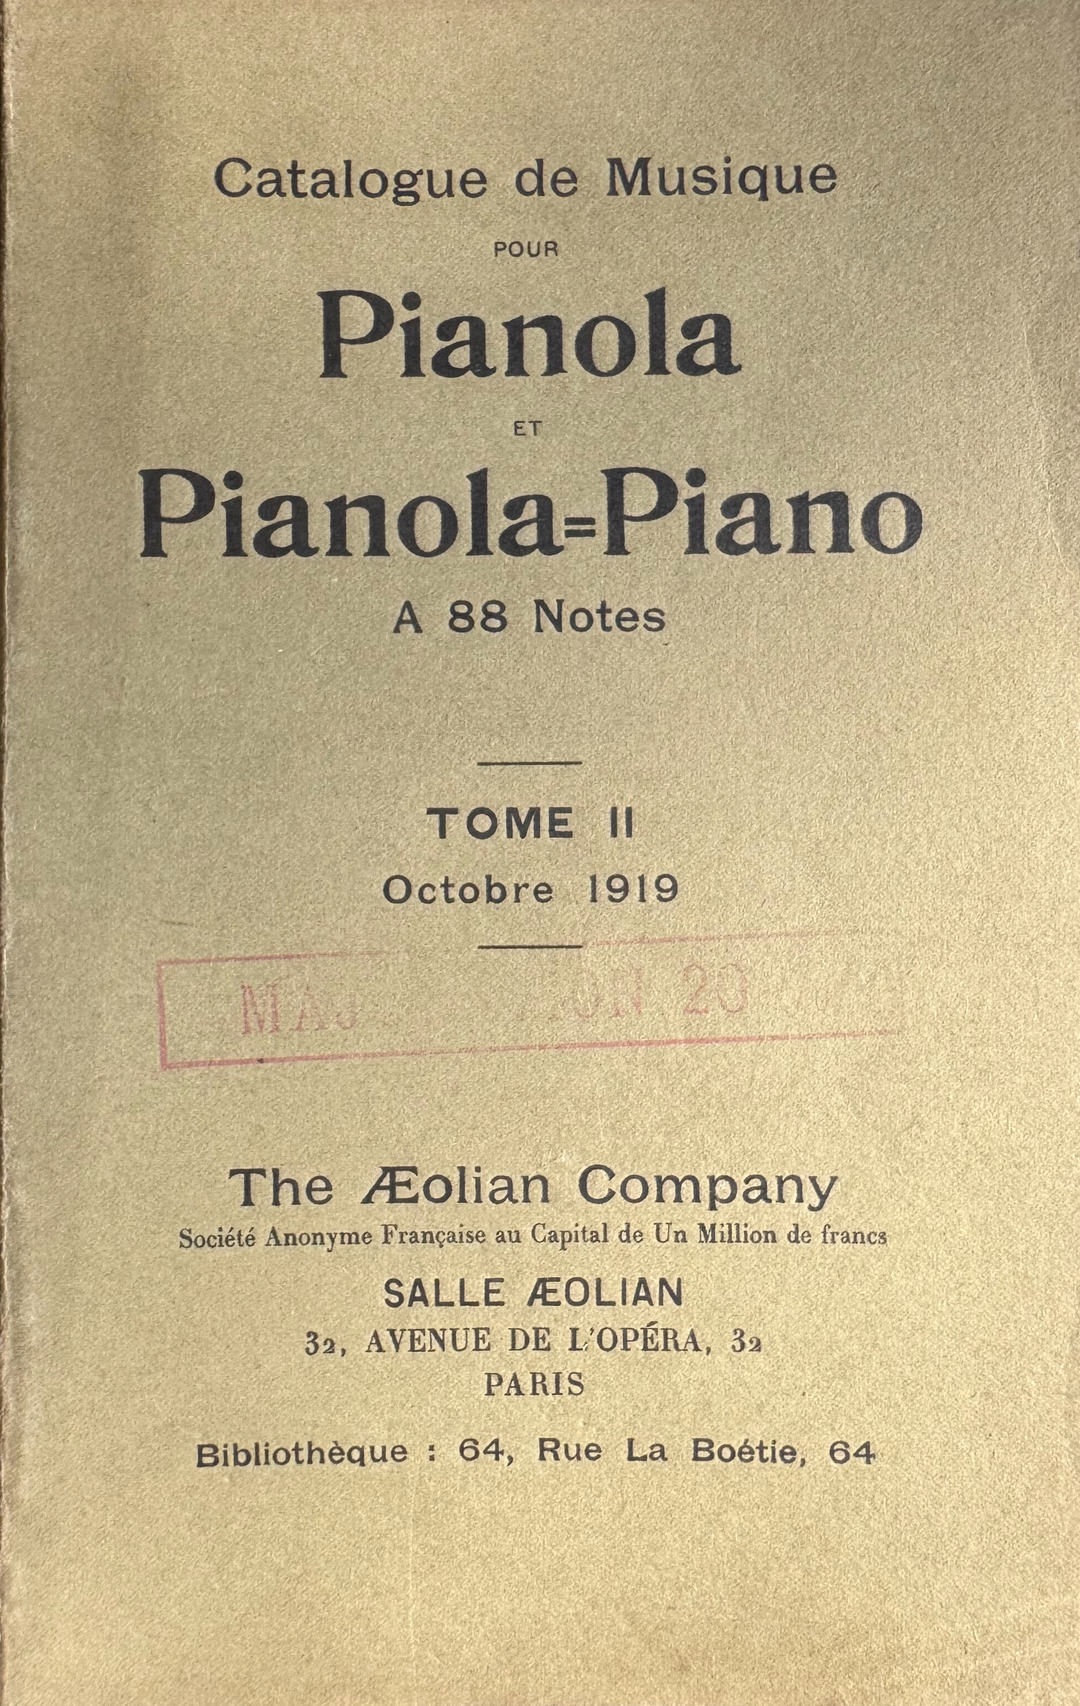 Catalogue de Musique
POUR
Pianola
ET
Pianola=Piano
A 88 Notes
TOME II
Octobre 1919
20
The Æolian Company
Société Anonyme Française au Capital de Un Million de francs
SALLE ÆOLIAN
32, AVENUE DE L'OPÉRA, 32
PARIS
Bibliothèque : 64, Rue La Boétie, 64